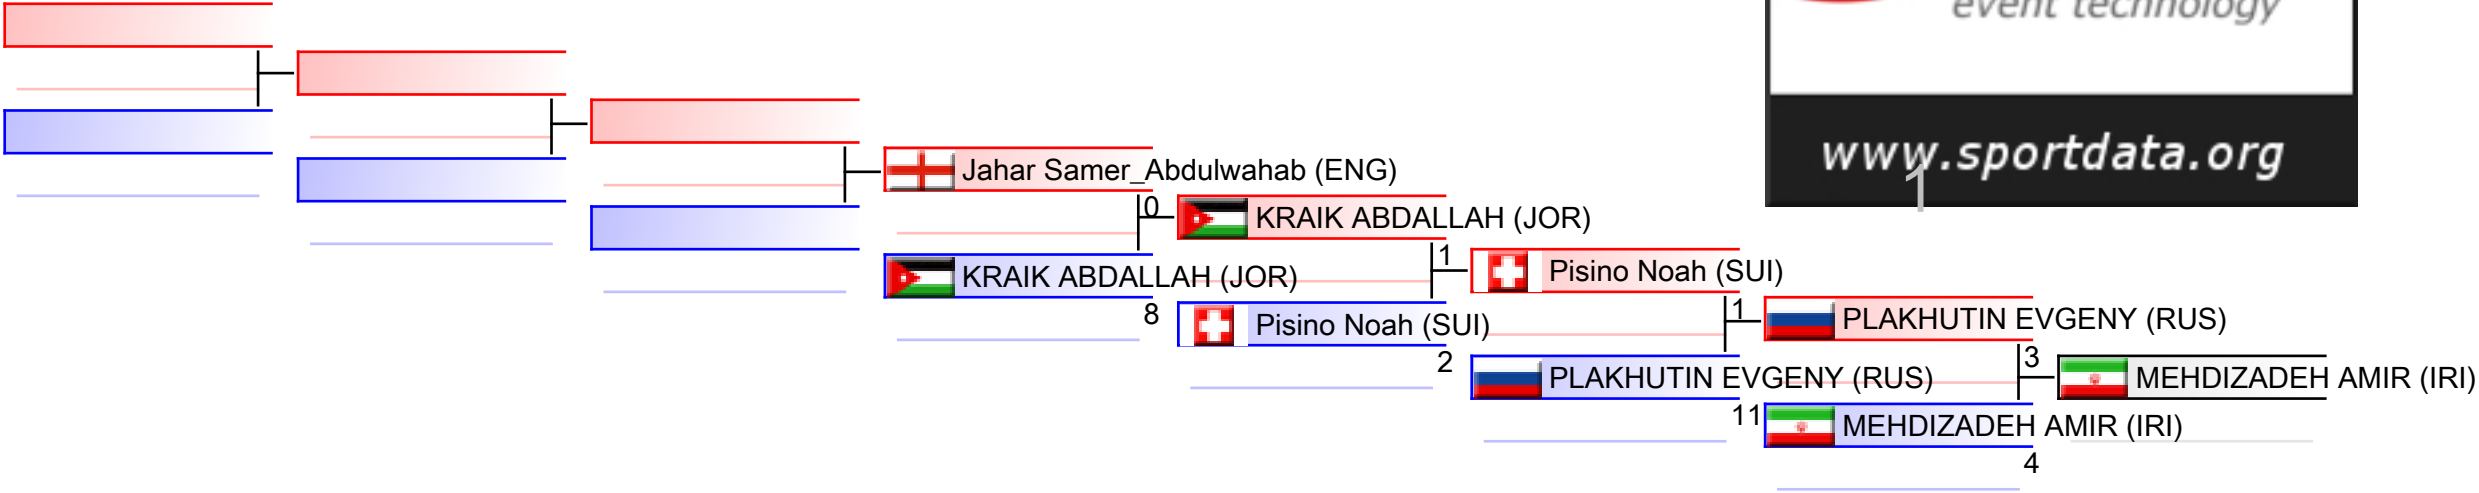 event technology
www.sportdata.org
1
Jahar Samer_Abdulwahab (ENG)
0
KRAIK ABDALLAH (JOR)
KRAIK ABDALLAH (JOR)
8
1
Pisino Noah (SUI)
Pisino Noah (SUI)
2
1
PLAKHUTIN EVGENY (RUS)
PLAKHUTIN EVGENY (RUS)
11
3
MEHDIZADEH AMIR (IRI)
MEHDIZADEH AMIR (IRI)
4